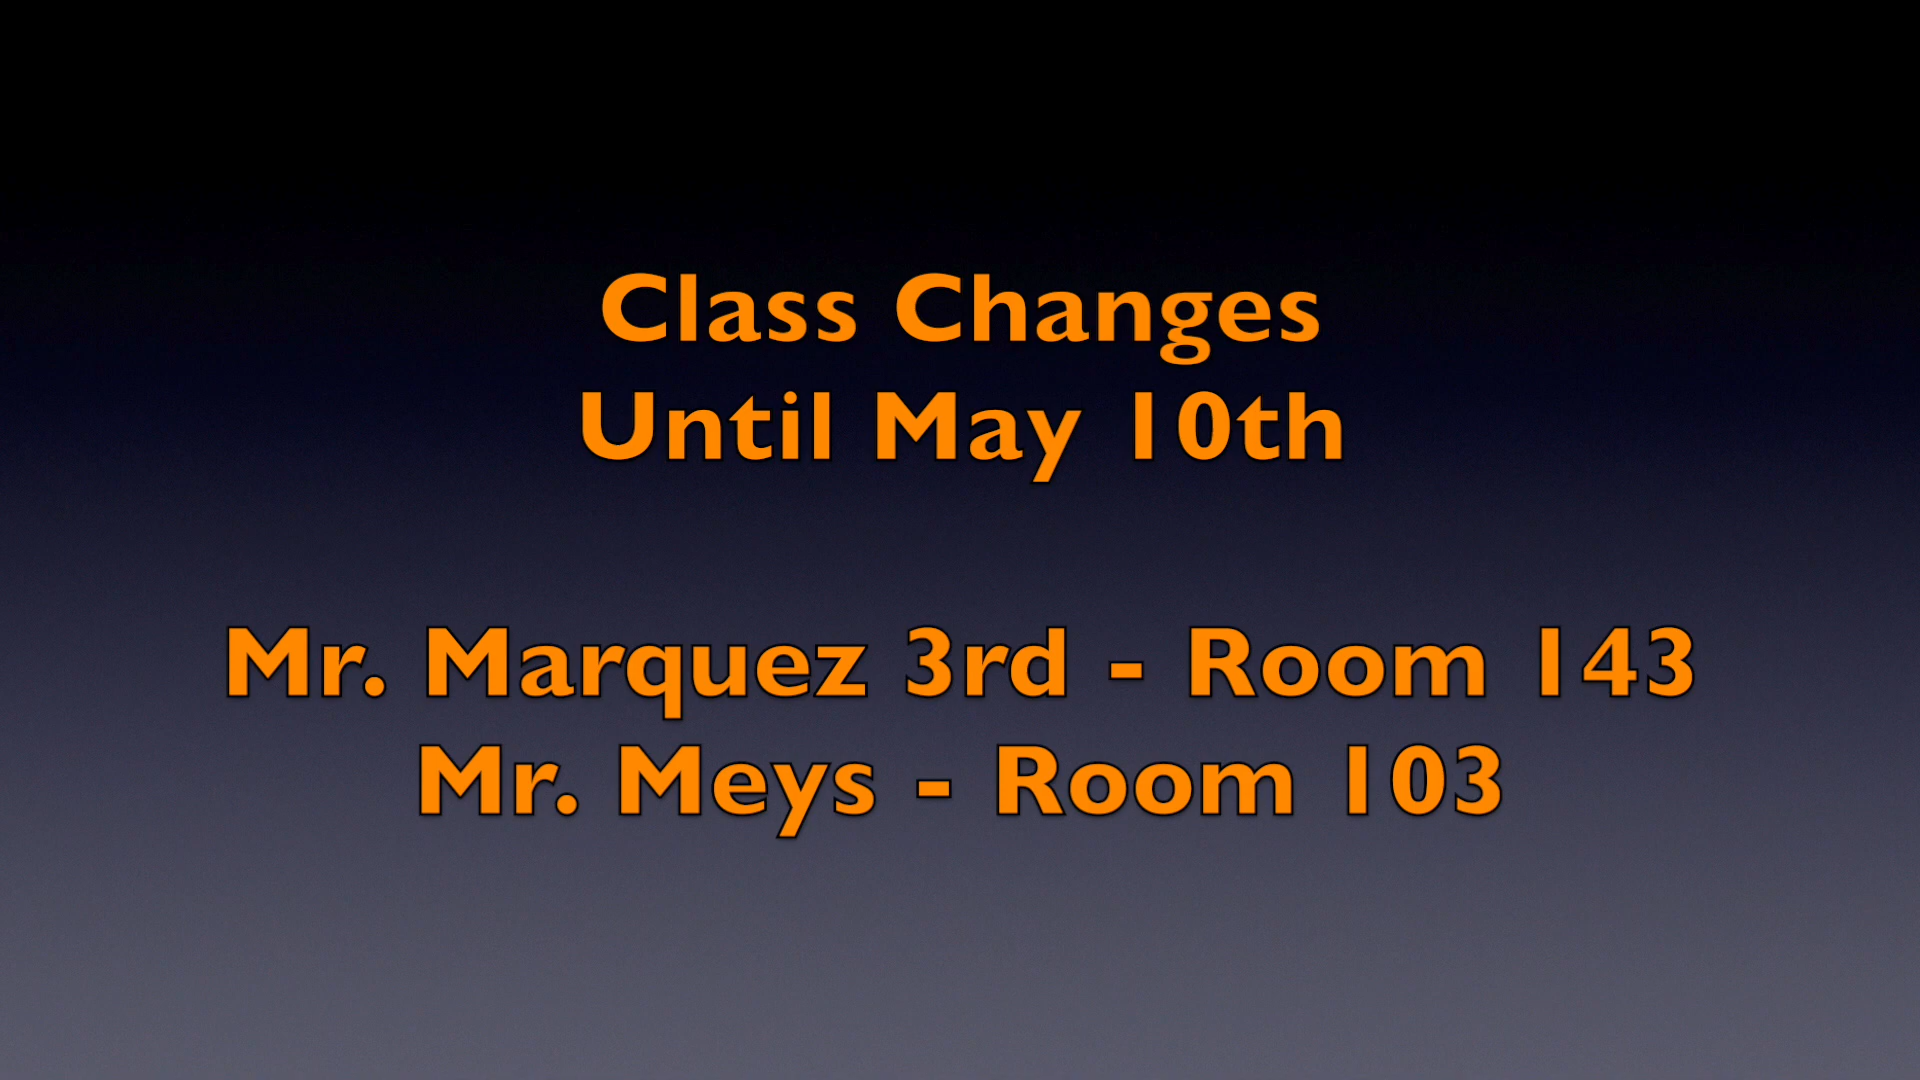 Class Changes
Until May 10th
Mr. Marquez 3rd - Room 143
Mr. Meys - Room 103